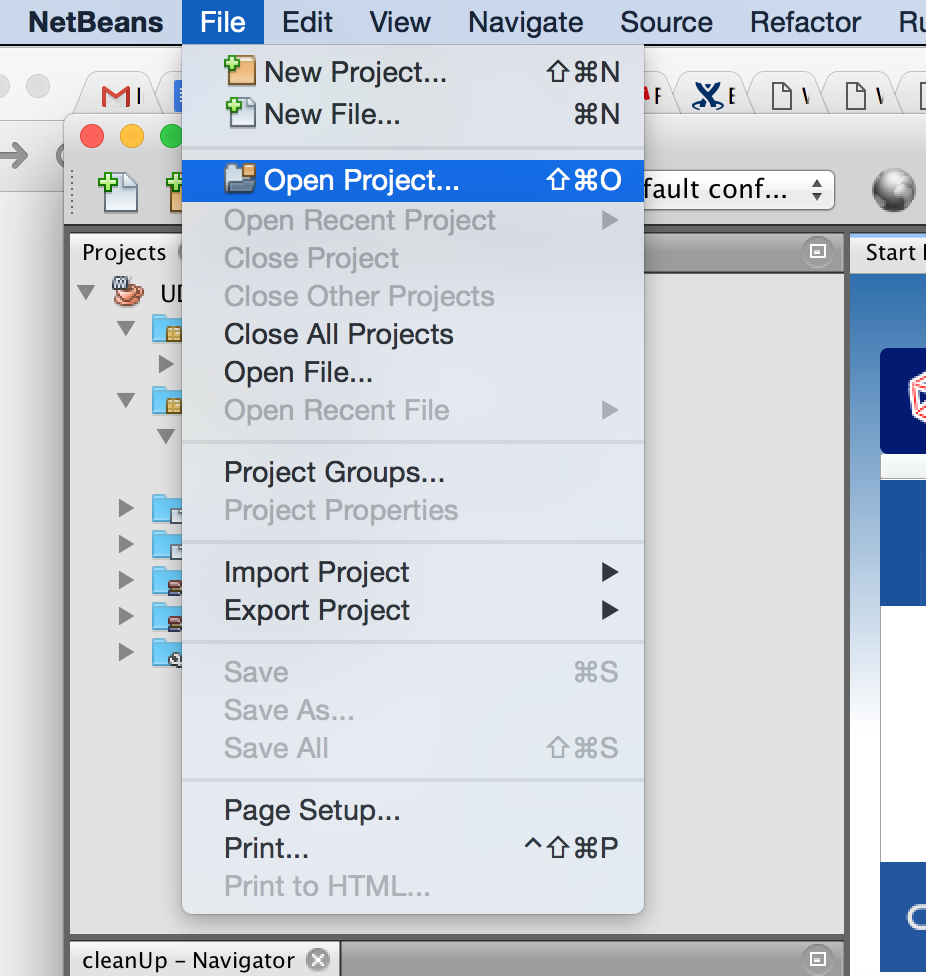 NetBeans File Edit View Navigate Source Refactor
New Project... ⇧⌘N
New File... ⌘N
Open Project... ⇧⌘O
fault conf...
Open Recent Project
Projects
Start
Close Project
Close Other Projects
Close All Projects
Open File...
Open Recent File
Project Groups...
Project Properties
Import Project
Export Project
Save ⌘S
Save As...
Save All ⇧⌘S
Page Setup...
Print... ^⇧⌘P
Print to HTML...
cleanUp – Navigator